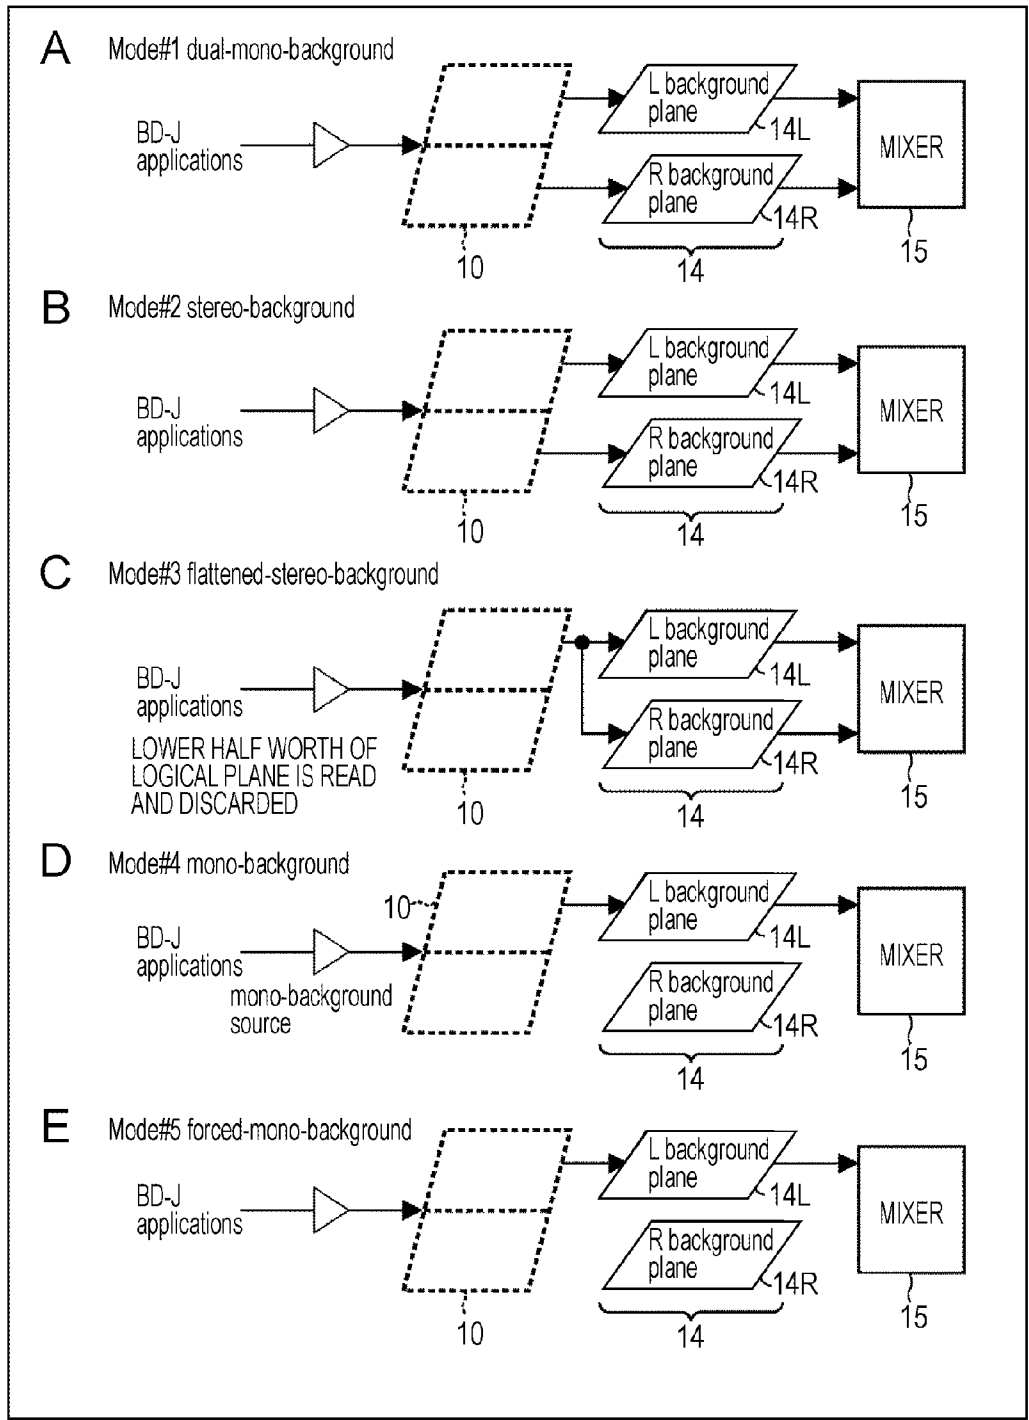 A Mode#1 dual-mono-background
BD-J
applications
L background
plane
14L
R background
plane
14R
MIXER
10
14
15
B Mode#2 stereo-background
BD-J
applications
L background
plane
14L
R background
plane
14R
MIXER
10
14
15
C Mode#3 flattened-stereo-background
BD-J
applications
LOWER HALF WORTH OF
LOGICAL PLANE IS READ
AND DISCARDED
L background
plane
14L
R background
plane
14R
MIXER
10
14
15
D Mode#4 mono-background
10
BD-J
applications
mono-background
source
L background
plane
14L
R background
plane
14R
MIXER
14
15
E Mode#5 forced-mono-background
BD-J
applications
L background
plane
14L
R background
plane
14R
MIXER
10
14
15